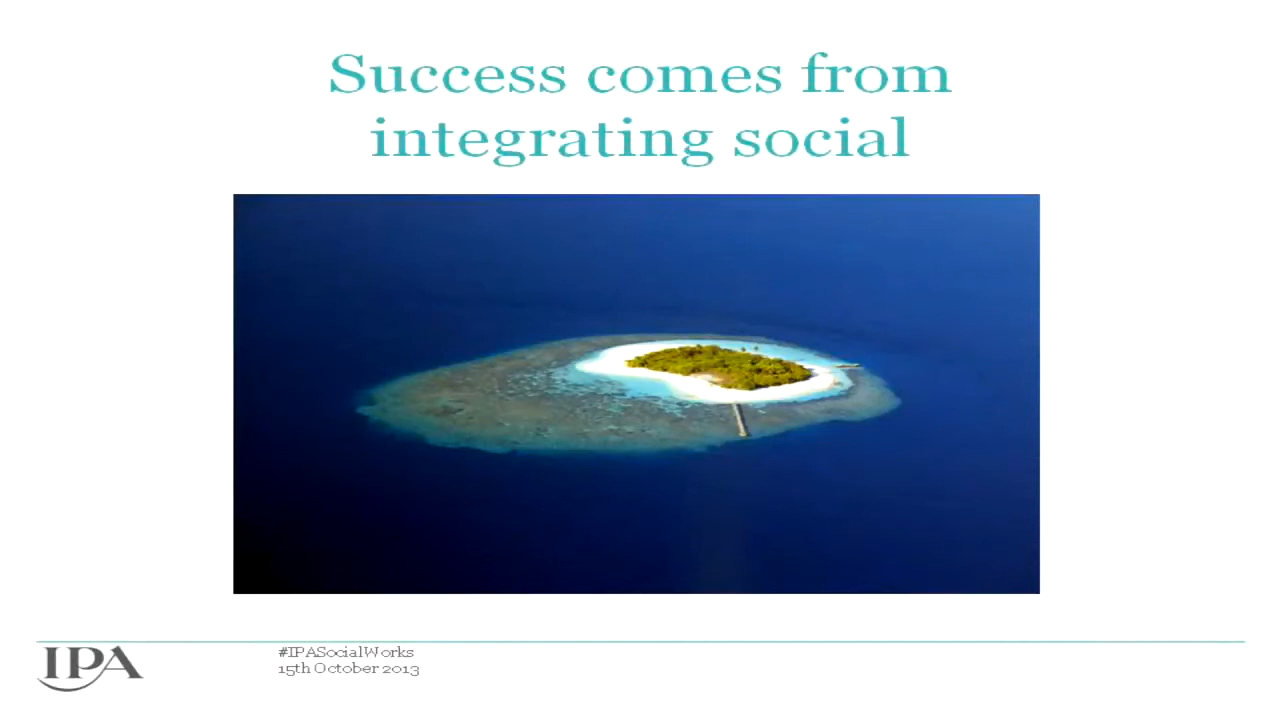 Success comes from
integrating social
IPA
#IPASocialWorks
15th October 2013